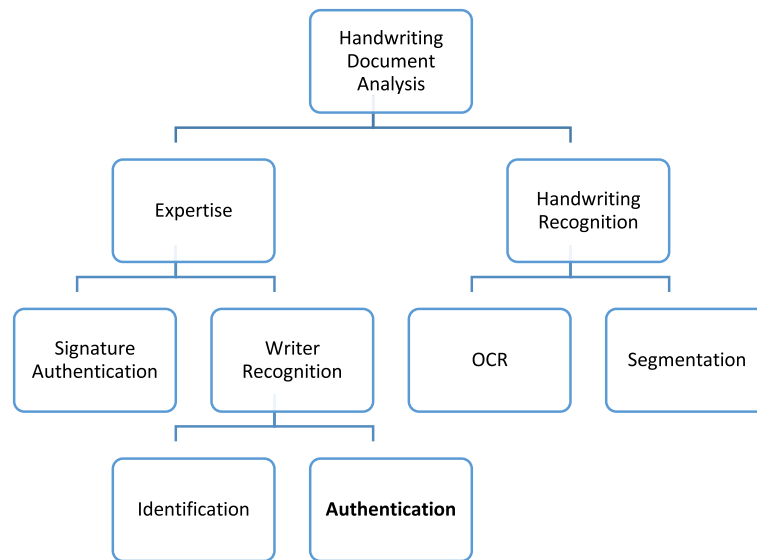 Handwriting
Document
Analysis
Expertise
Handwriting
Recognition
Signature
Authentication
Writer
Recognition
OCR
Segmentation
Identification
Authentication